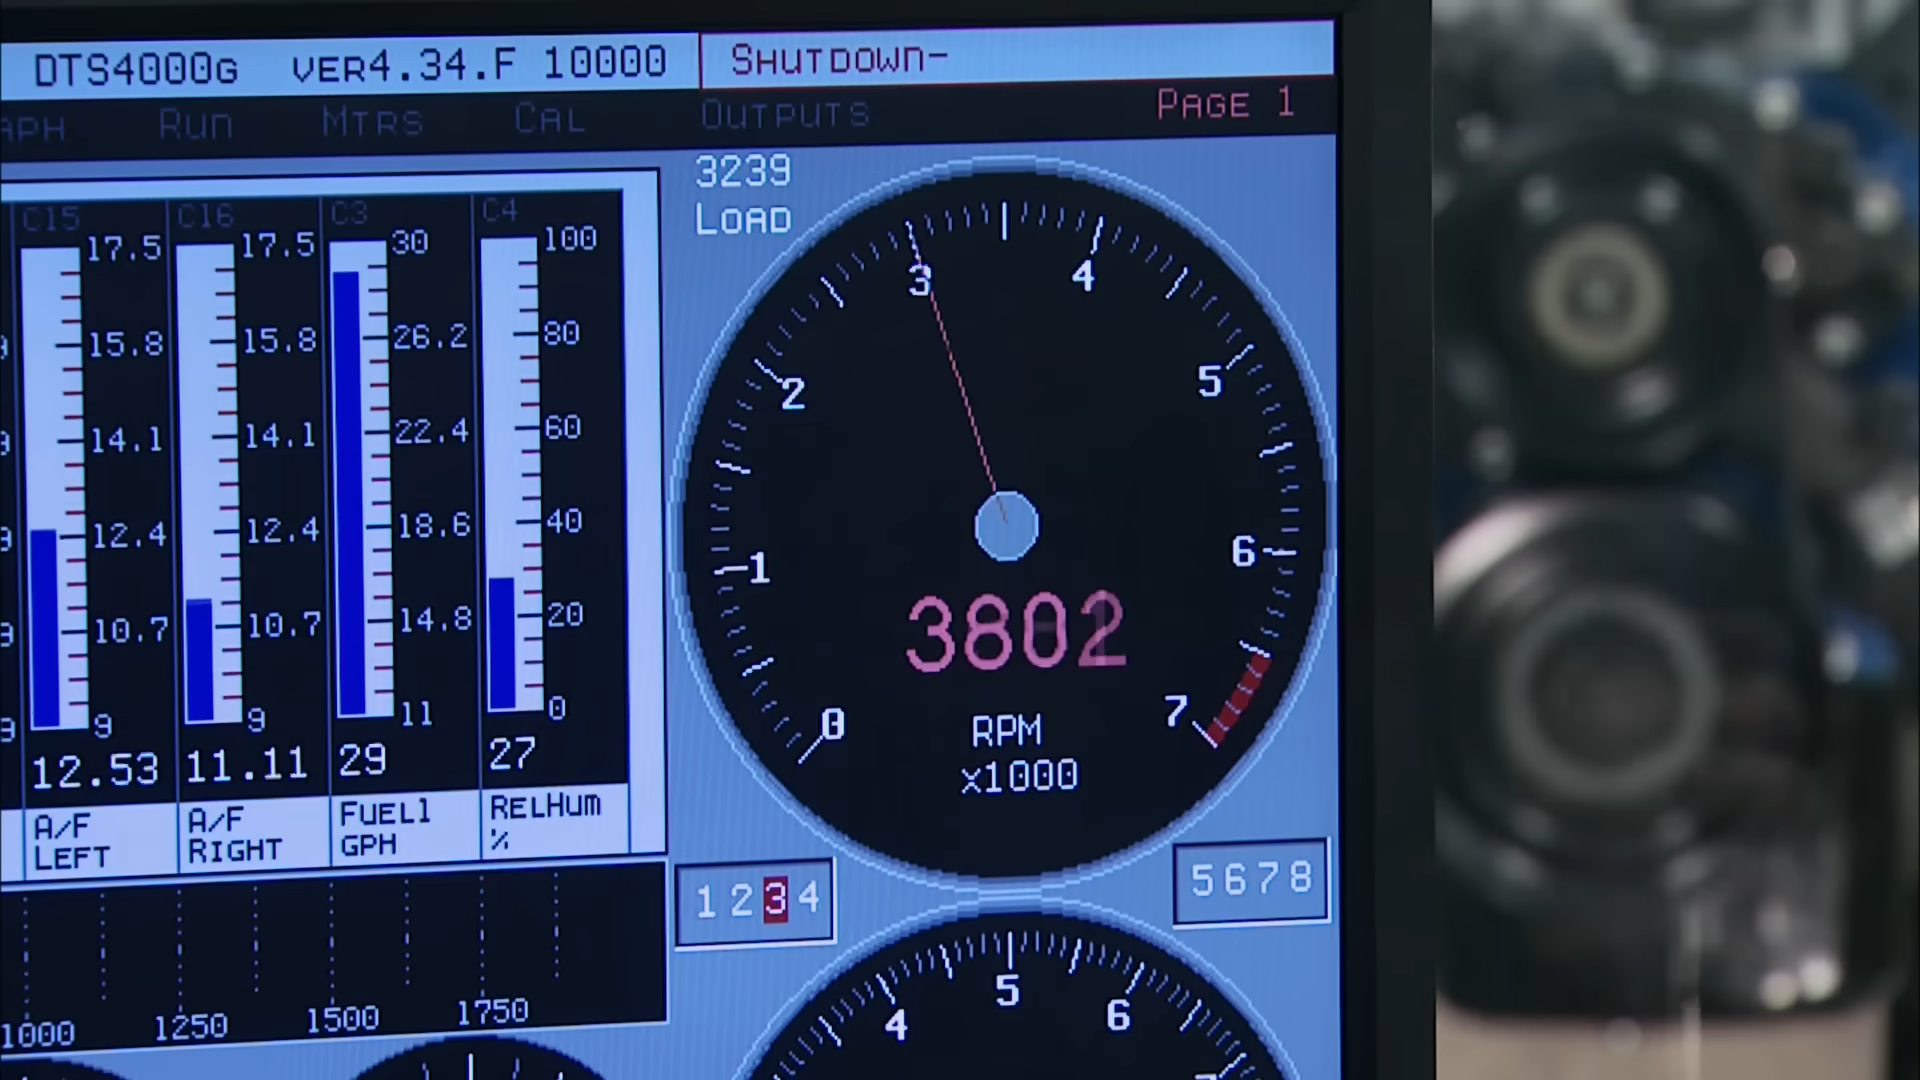 DTS4000G VER4.34.F 10000 SHUTDOWN-
APH RUN MTRS CAL OUTPUTS PAGE 1
3239
LOAD
C15 C16 C3 C4
17.5 17.5 30 100
15.8 15.8 26.2 80
14.1 14.1 22.4 60
12.4 12.4 18.6 40
10.7 10.7 14.8 20
9 9 11 0
12.53 11.11 29 27
A/F LEFT
A/F RIGHT
FUEL1 GPH
RELHUM %
0 1 2 3 4 5 6 7
3802
RPM
x1000
1 2 3 4
5 6 7 8
1000 1250 1500 1750
4 5 6